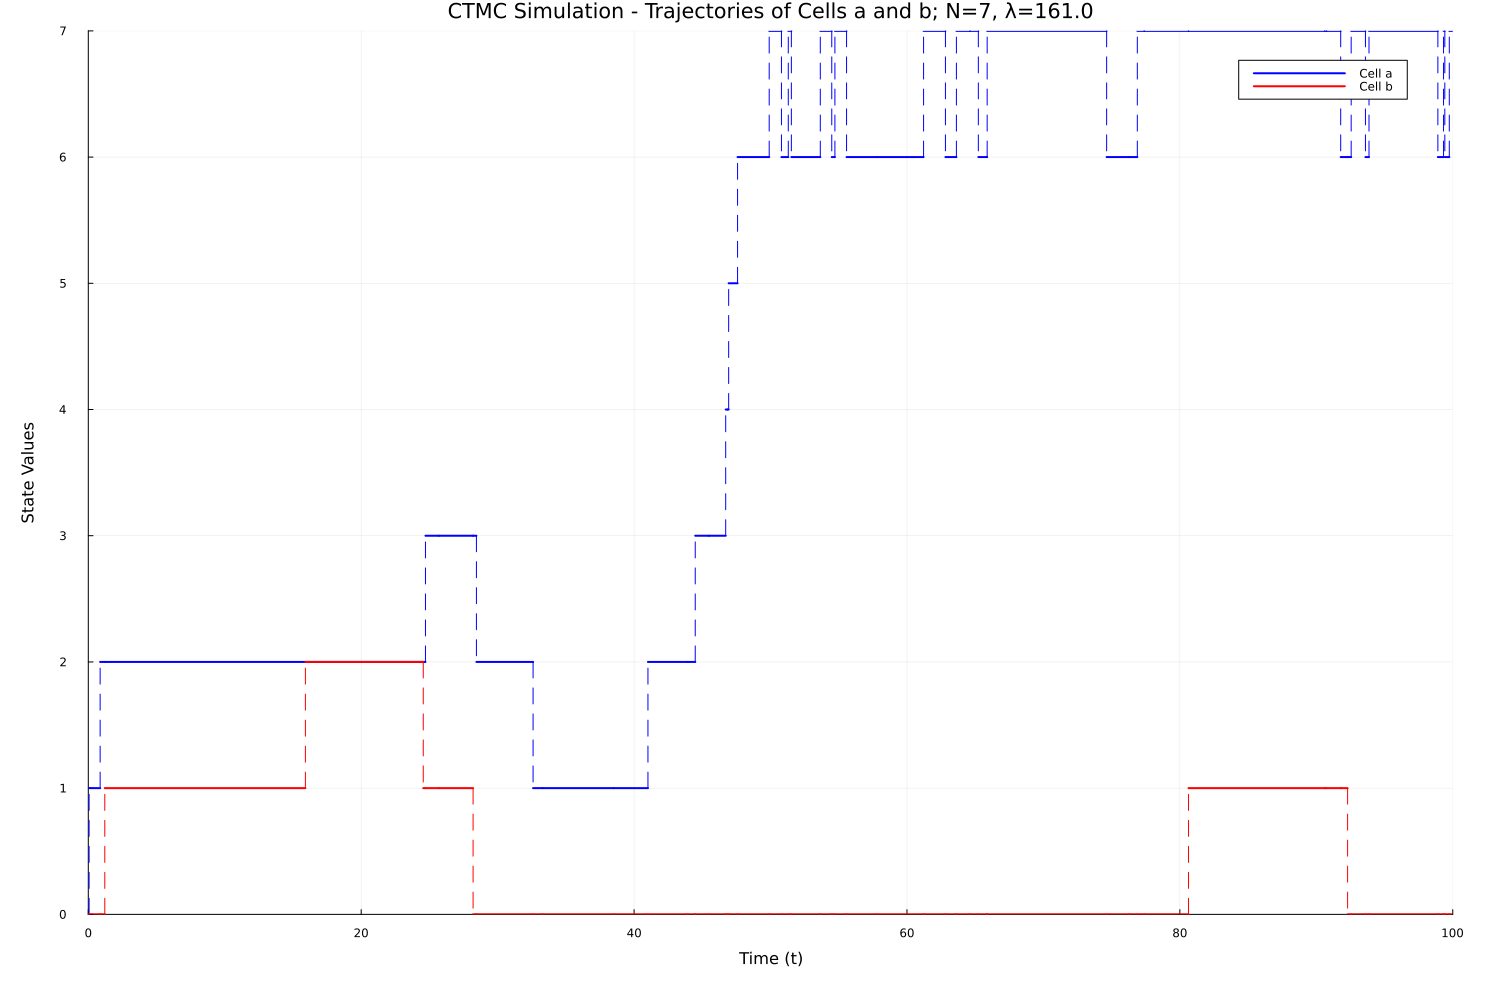 CTMC Simulation - Trajectories of Cells a and b; N=7, λ=161.0
7
Cell a
Cell b
6
5
4
State Values
3
2
1
0
0 20 40 60 80 100
Time (t)